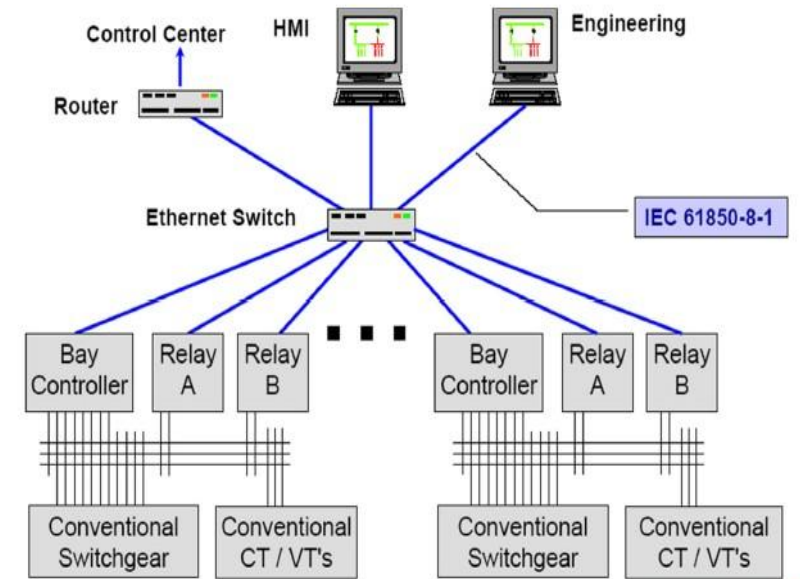 Control Center
HMI
Engineering
Router
Ethernet Switch
IEC 61850-8-1
Bay
Controller
Relay
A
Relay
B
Bay
Controller
Relay
A
Relay
B
Conventional
Switchgear
Conventional
CT / VT's
Conventional
Switchgear
Conventional
CT / VT's